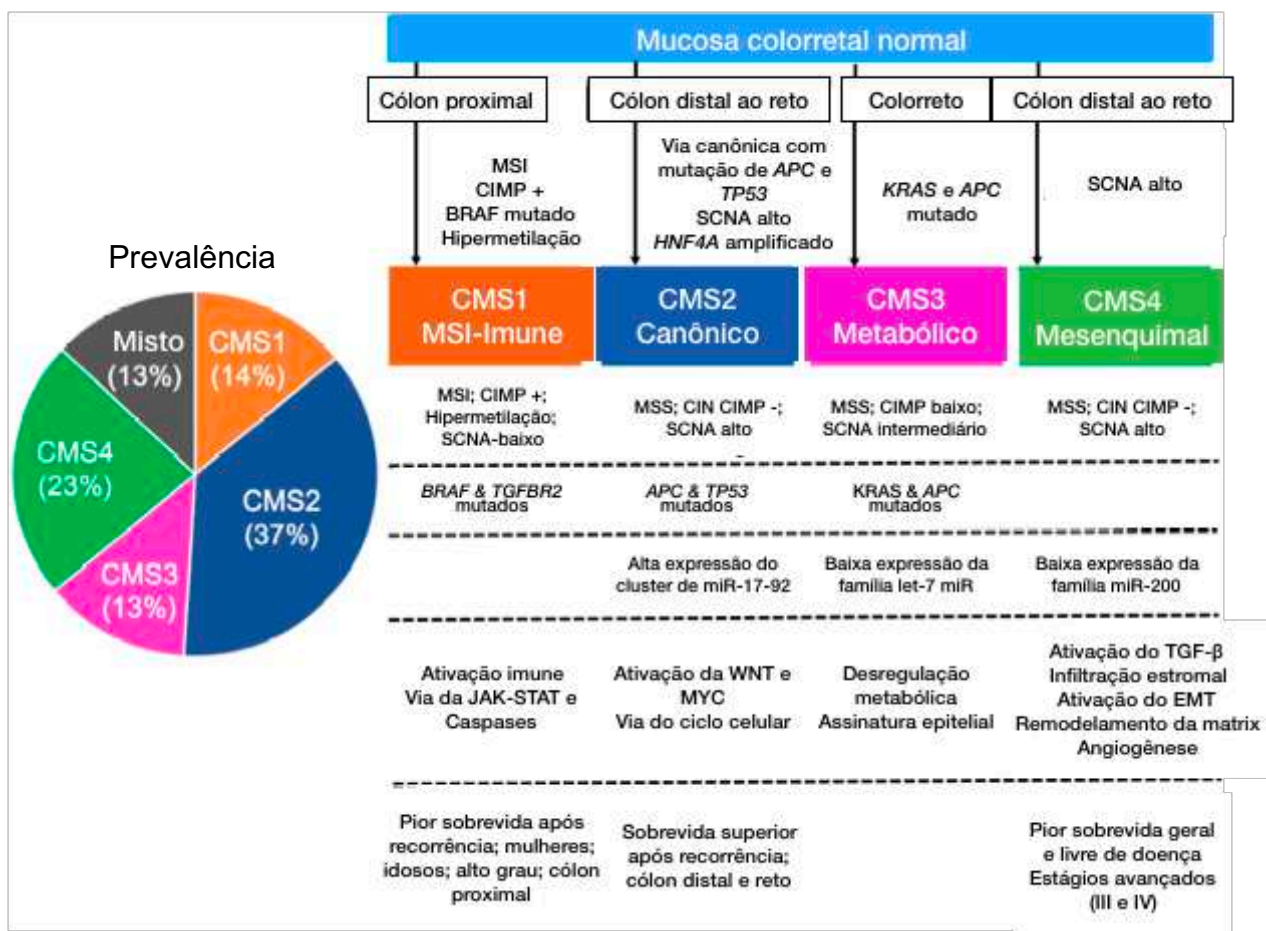 Mucosa colorretal normal
Cólon proximal
Cólon distal ao reto
Colorreto
Cólon distal ao reto
MSI
CIMP +
BRAF mutado
Hipermetilação
Via canônica com
mutação de APC e
TP53
SCNA alto
HNF4A amplificado
KRAS e APC
mutado
SCNA alto
Prevalência
Misto
(13%)
CMS1
(14%)
CMS2
(37%)
CMS3
(13%)
CMS4
(23%)
CMS1
MSI-Imune
CMS2
Canônico
CMS3
Metabólico
CMS4
Mesenquimal
MSI; CIMP +;
Hipermetilação;
SCNA-baixo
MSS; CIN CIMP -;
SCNA alto
MSS; CIMP baixo;
SCNA intermediário
MSS; CIN CIMP -;
SCNA alto
BRAF & TGFBR2
mutados
APC & TP53
mutados
KRAS & APC
mutados
Alta expressão do
cluster de miR-17-92
Baixa expressão da
família let-7 miR
Baixa expressão da
família miR-200
Ativação imune
Via da JAK-STAT e
Caspases
Ativação da WNT e
MYC
Via do ciclo celular
Desregulação
metabólica
Assinatura epitelial
Ativação do TGF-β
Infiltração estromal
Ativação do EMT
Remodelamento da matrix
Angiogênese
Pior sobrevida após
recorrência; mulheres;
idosos; alto grau; cólon
proximal
Sobrevida superior
após recorrência;
cólon distal e reto
Pior sobrevida geral
e livre de doença
Estágios avançados
(III e IV)